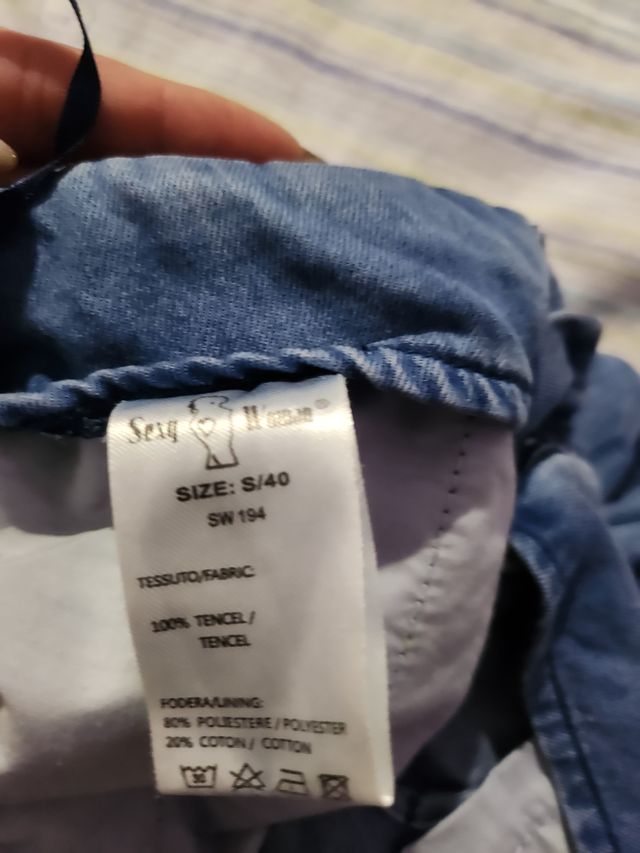 Sexy Woman®
SIZE: S/40
SW 194
TESSUTO/FABRIC:
100% TENCEL /
TENCEL
FODERA/LINING:
80% POLIESTERE / POLYESTER
20% COTON / COTTON
30